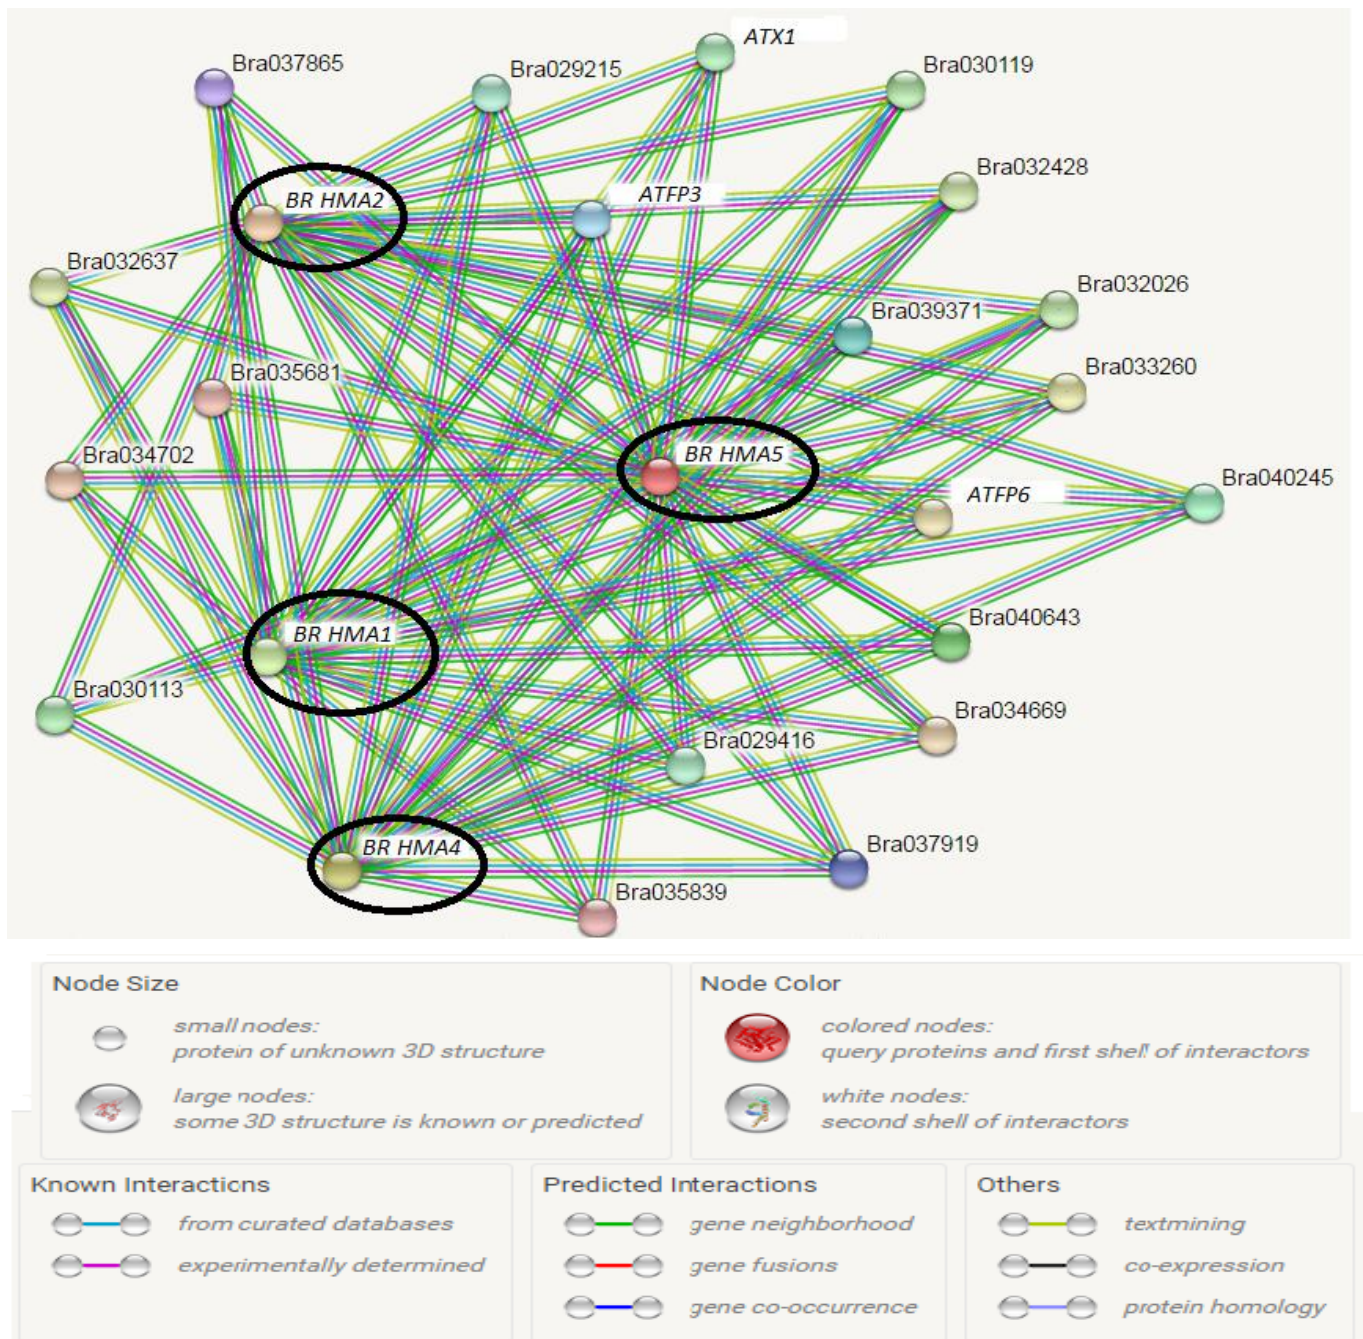 ATX1
Bra037865
Bra029215
Bra030119
Bra032428
BR HMA2
ATFP3
Bra032637
Bra032026
Bra039371
Bra035681
Bra033260
Bra034702
BR HMA5
Bra040245
ATFP6
Bra040643
BR HMA1
Bra030113
Bra034669
Bra029416
BR HMA4
Bra037919
Bra035839
Node Size
small nodes:
protein of unknown 3D structure
large nodes:
some 3D structure is known or predicted
Node Color
colored nodes:
query proteins and first shell of interactors
white nodes:
second shell of interactors
Known Interactions
from curated databases
experimentally determined
Predicted Interactions
gene neighborhood
gene fusions
gene co-occurrence
Others
textmining
co-expression
protein homology